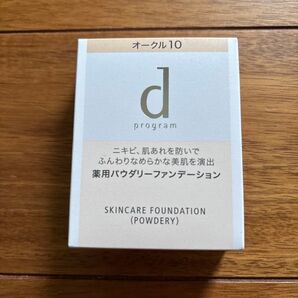 オークル10
d
program
ニキビ、肌あれを防いで
ふんわりなめらかな美肌を演出
薬用パウダリーファンデーション
SKINCARE FOUNDATION
(POWDERY)